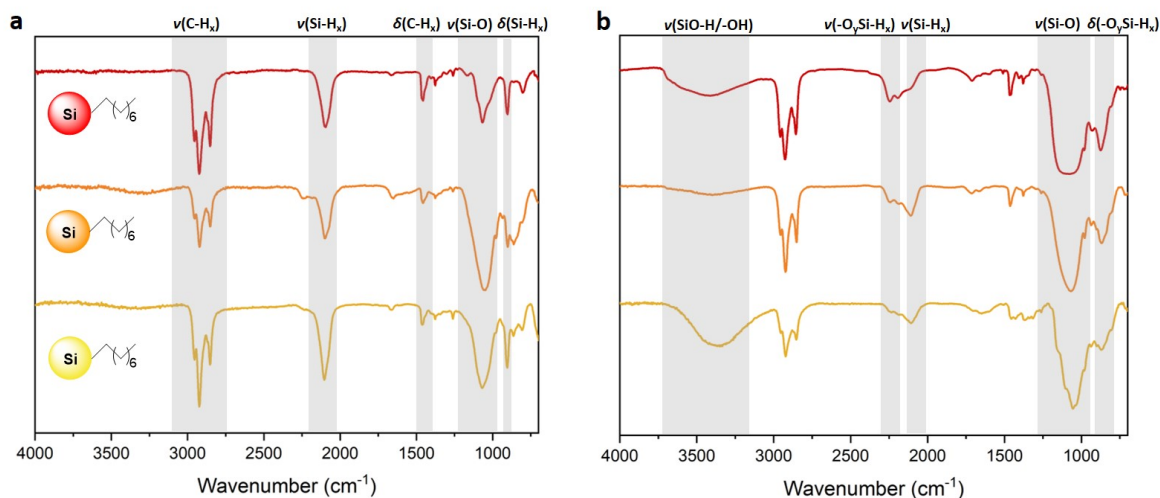 a
ν(C-Hₓ) ν(Si-Hₓ) δ(C-Hₓ) ν(Si-O) δ(Si-Hₓ)
Si
6
Si
6
Si
6
4000 3500 3000 2500 2000 1500 1000
Wavenumber (cm⁻¹)
b
ν(SiO-H/-OH) ν(-OᵧSi-Hₓ) ν(Si-Hₓ) ν(Si-O) δ(-OᵧSi-Hₓ)
4000 3500 3000 2500 2000 1500 1000
Wavenumber (cm⁻¹)